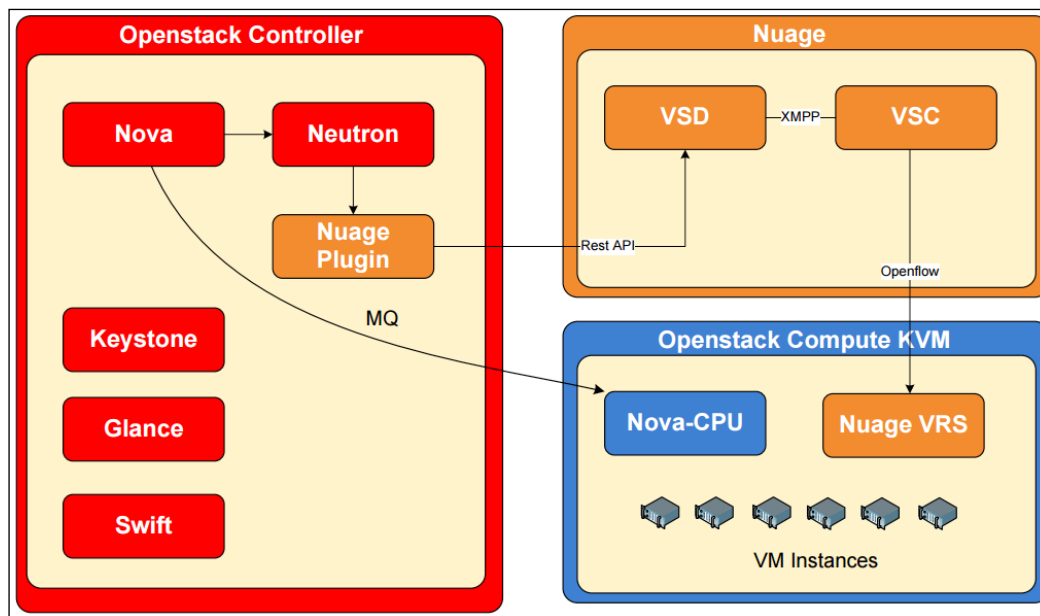 Openstack Controller
Nova
Neutron
Nuage
Plugin
MQ
Keystone
Glance
Swift
Nuage
VSD
XMPP
VSC
Rest API
Openflow
Openstack Compute KVM
Nova-CPU
Nuage VRS
VM Instances